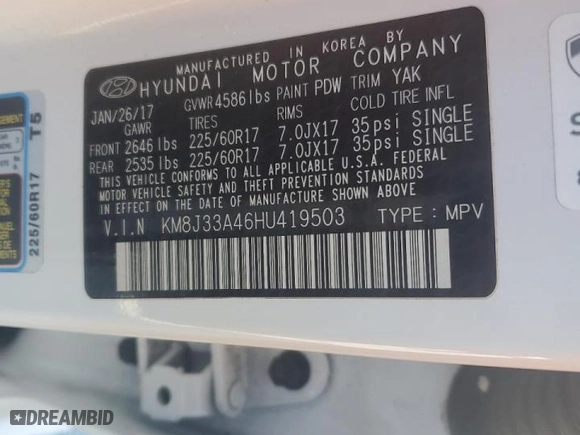 MANUFACTURED IN KOREA BY
HYUNDAI MOTOR COMPANY
JAN/26/17 GVWR 4586 lbs PAINT PDW TRIM YAK
GAWR TIRES RIMS COLD TIRE INFL
FRONT 2646 lbs 225/60R17 7.0JX17 35psi SINGLE
REAR 2535 lbs 225/60R17 7.0JX17 35psi SINGLE
THIS VEHICLE CONFORMS TO ALL APPLICABLE U.S.A. FEDERAL
MOTOR VEHICLE SAFETY AND THEFT PREVENTION STANDARDS
IN EFFECT ON THE DATE OF MANUFACTURE SHOWN ABOVE.
V.I.N KM8J33A46HU419503 TYPE : MPV
T5
225/60R17
DREAMBID